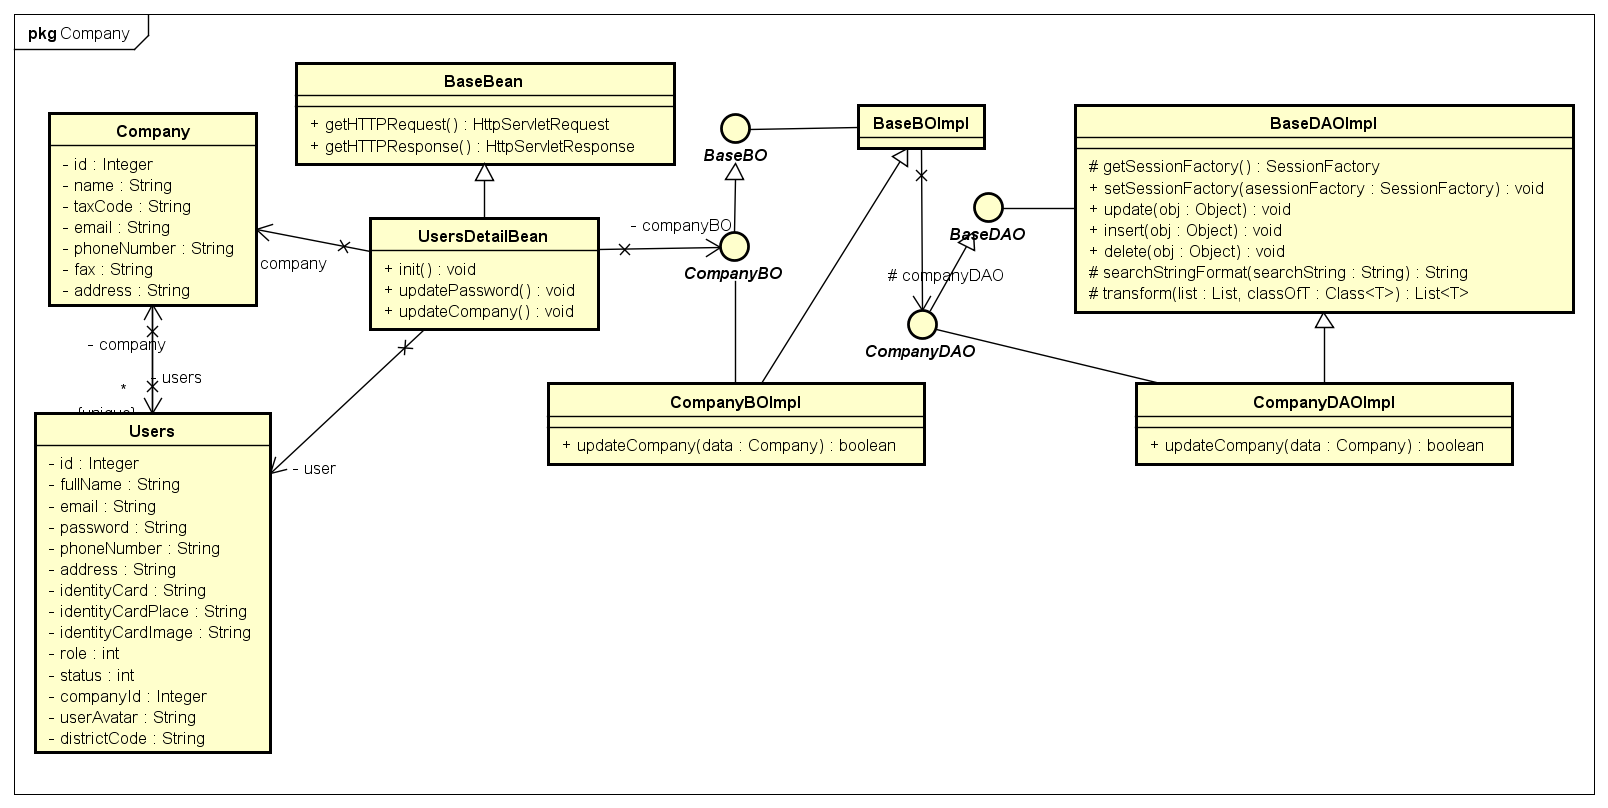 pkg Company
BaseBean
+ getHTTPRequest() : HttpServletRequest
+ getHTTPResponse() : HttpServletResponse
Company
- id : Integer
- name : String
- taxCode : String
- email : String
- phoneNumber : String
- fax : String
- address : String
UsersDetailBean
+ init() : void
+ updatePassword() : void
+ updateCompany() : void
company
- companyBO
BaseBO
CompanyBO
BaseBOImpl
BaseDAO
# companyDAO
CompanyDAO
BaseDAOImpl
# getSessionFactory() : SessionFactory
+ setSessionFactory(asessionFactory : SessionFactory) : void
+ update(obj : Object) : void
+ insert(obj : Object) : void
+ delete(obj : Object) : void
# searchStringFormat(searchString : String) : String
# transform(list : List, classOfT : Class<T>) : List<T>
- company
- users
*
{unique}
- user
Users
- id : Integer
- fullName : String
- email : String
- password : String
- phoneNumber : String
- address : String
- identityCard : String
- identityCardPlace : String
- identityCardImage : String
- role : int
- status : int
- companyId : Integer
- userAvatar : String
- districtCode : String
CompanyBOImpl
+ updateCompany(data : Company) : boolean
CompanyDAOImpl
+ updateCompany(data : Company) : boolean